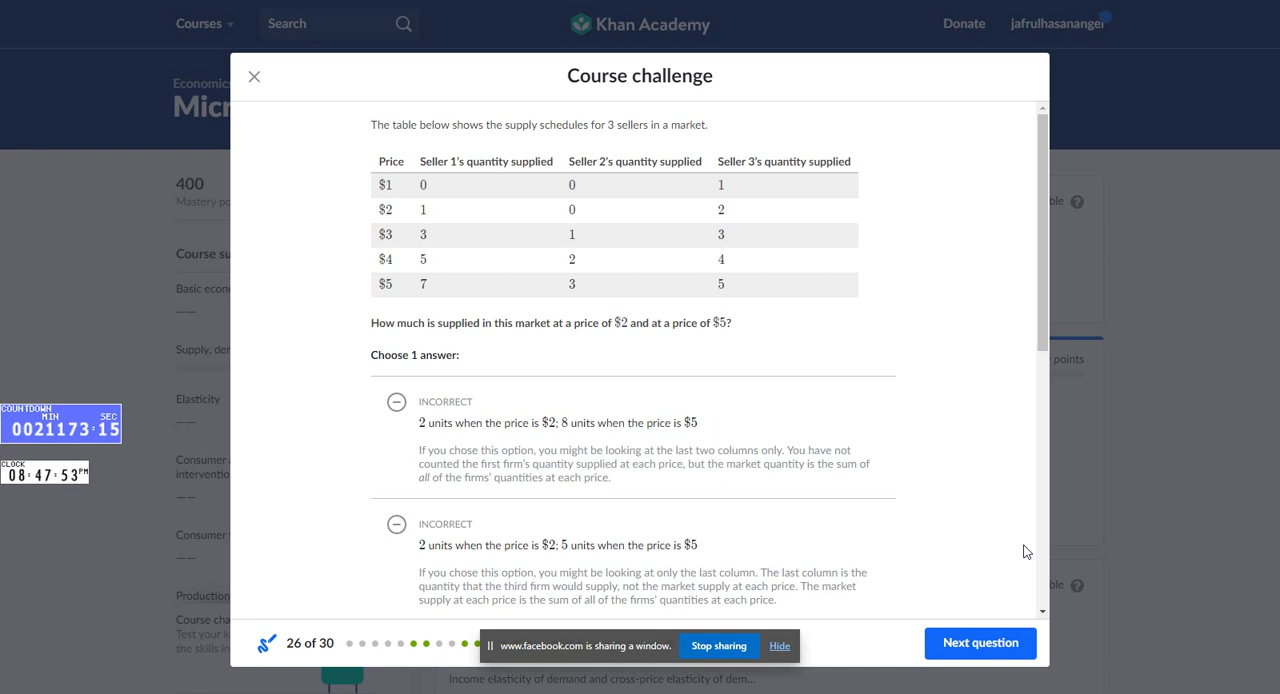 Courses
Search
Khan Academy
Donate
jafrulhasanangel
Economics
Micr
400
Mastery po
Course su
Basic econ
——
Supply, de
Elasticity
——
Consumer
interventio
——
Consumer
——
Production
Course cha
Test your k
the skills in
ble
points
ble
Income elasticity of demand and cross-price elasticity of dem...
COUNTDOWN
MIN SEC
0021173:15
CLOCK
08:47:53PM
Course challenge
The table below shows the supply schedules for 3 sellers in a market.
Price Seller 1's quantity supplied Seller 2's quantity supplied Seller 3's quantity supplied
$1 0 0 1
$2 1 0 2
$3 3 1 3
$4 5 2 4
$5 7 3 5
How much is supplied in this market at a price of $2 and at a price of $5?
Choose 1 answer:
INCORRECT
2 units when the price is $2; 8 units when the price is $5
If you chose this option, you might be looking at the last two columns only. You have not
counted the first firm's quantity supplied at each price, but the market quantity is the sum of
all of the firms' quantities at each price.
INCORRECT
2 units when the price is $2; 5 units when the price is $5
If you chose this option, you might be looking at only the last column. The last column is the
quantity that the third firm would supply, not the market supply at each price. The market
supply at each price is the sum of all of the firms' quantities at each price.
26 of 30
www.facebook.com is sharing a window.
Stop sharing
Hide
Next question